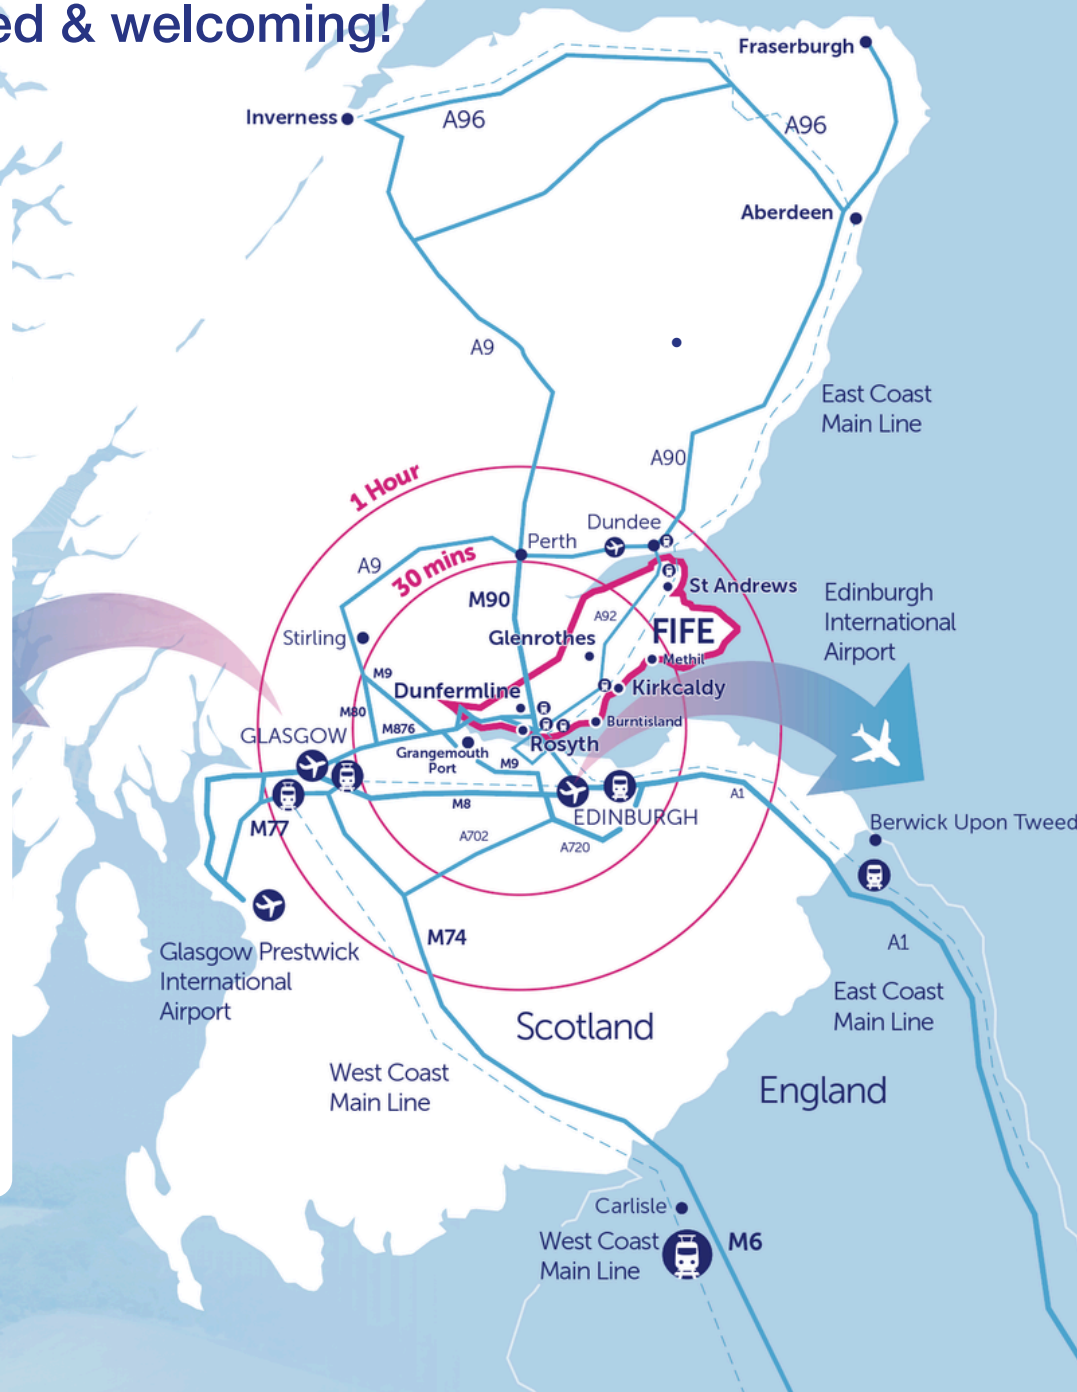 ed & welcoming!
Fraserburgh
Inverness
A96
A96
Aberdeen
A9
East Coast
Main Line
A90
1 Hour
Dundee
Perth
A9
30 mins
St Andrews
Edinburgh
International
Airport
M90
A92
FIFE
Stirling
Glenrothes
Methil
M9
Dunfermline
Kirkcaldy
M80
Burntisland
M876
GLASGOW
Rosyth
Grangemouth
Port
M9
A1
M8
EDINBURGH
Berwick Upon Tweed
M77
A702
A720
M74
A1
Glasgow Prestwick
International
Airport
East Coast
Main Line
Scotland
West Coast
Main Line
England
Carlisle
West Coast
Main Line
M6